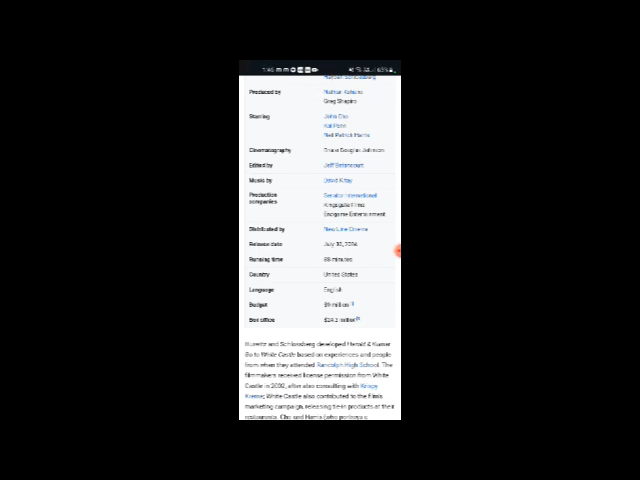 Hayden Schlossberg
Produced by
Nathan Kahane
Greg Shapiro
Starring
John Cho
Kal Penn
Neil Patrick Harris
Cinematography
Bruce Douglas Johnson
Edited by
Jeff Betancourt
Music by
David Kitay
Production companies
Senator International
Kingsgate Films
Endgame Entertainment
Distributed by
New Line Cinema
Release date
July 30, 2004
Running time
88 minutes
Country
United States
Language
English
Budget
$9 million
Box office
million
Hurwitz and Schlossberg developed Harold & Kumar
Go to White Castle based on experiences and people
from when they attended Randolph High School. The
filmmakers received license permission from White
Castle in 2002, after also consulting with Krispy
Kreme; White Castle also contributed to the film's
marketing campaign, releasing tie-in products at their
restaurants. Cho and Harris (who portrays a